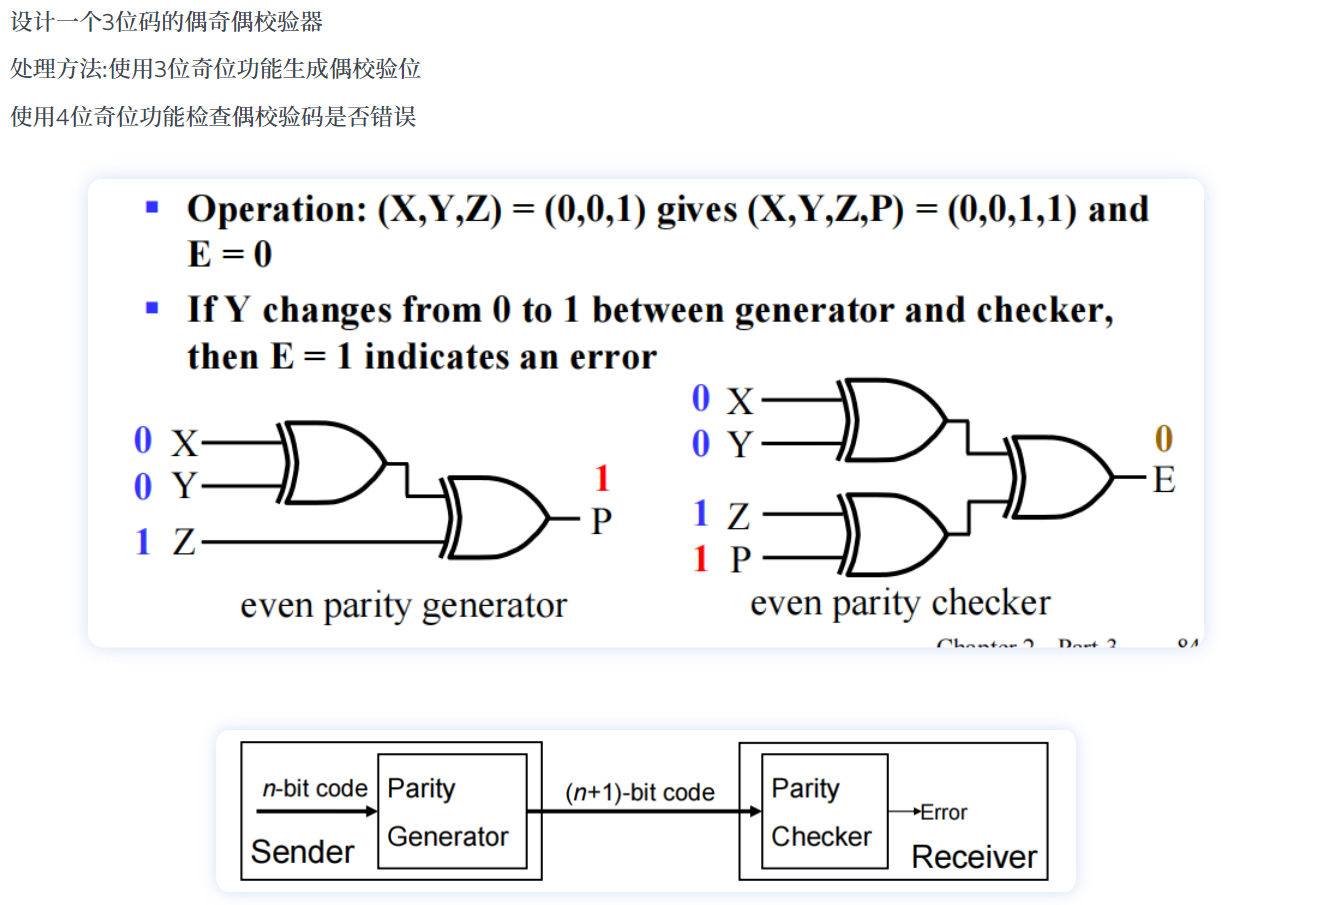 设计一个3位码的偶奇偶校验器
处理方法:使用3位奇位功能生成偶校验位
使用4位奇位功能检查偶校验码是否错误
▪ Operation: (X,Y,Z) = (0,0,1) gives (X,Y,Z,P) = (0,0,1,1) and
E = 0
▪ If Y changes from 0 to 1 between generator and checker,
then E = 1 indicates an error
0 X
0 Y
1 Z
1
P
even parity generator
0 X
0 Y
1 Z
1 P
0
E
even parity checker
Chapter 2 Part 3 84
n-bit code
Sender
Parity
Generator
(n+1)-bit code
Parity
Checker
Error
Receiver